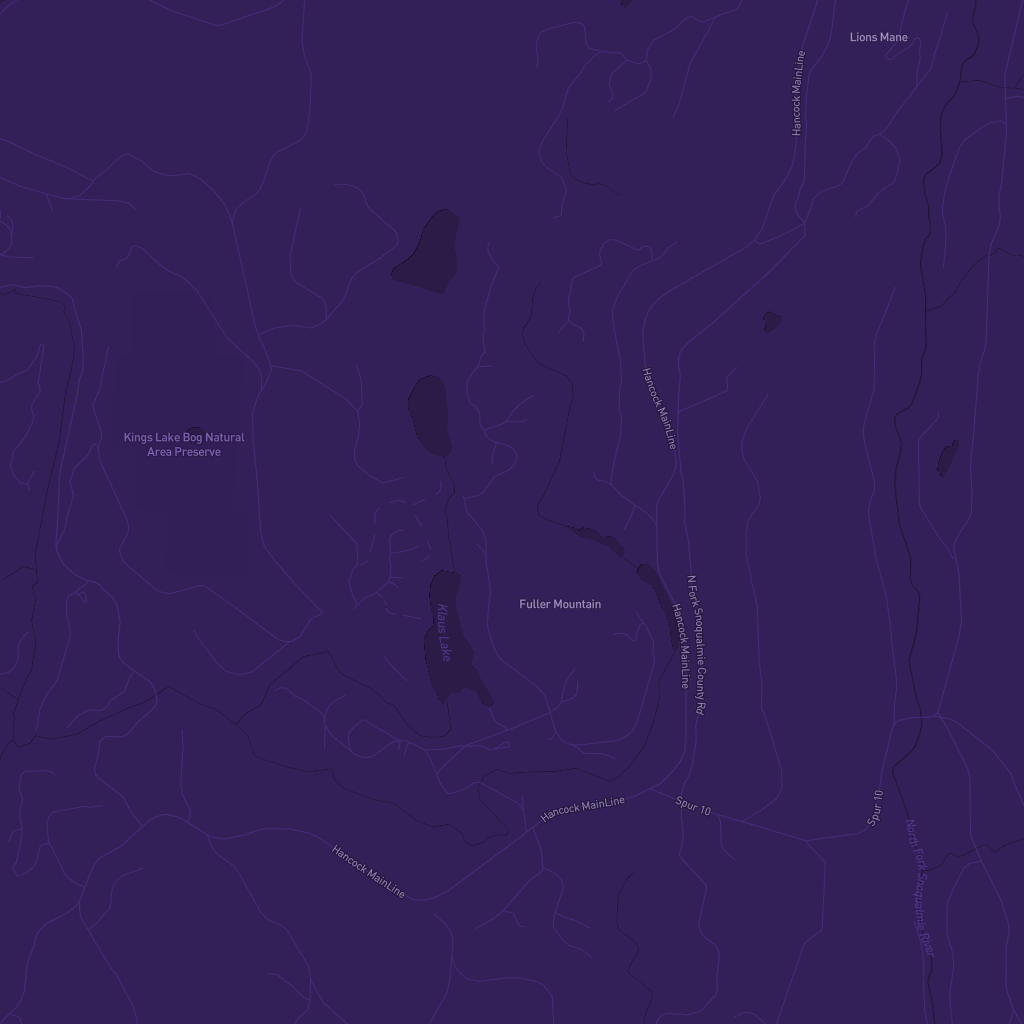 Lions Mane
Hancock MainLine
Hancock MainLine
Kings Lake Bog Natural
Area Preserve
Fuller Mountain
Klaus Lake
N Fork Snoqualmie County Rd
Hancock MainLine
Hancock MainLine
Spur 10
Spur 10
Hancock MainLine
North Fork Snoqualmie River